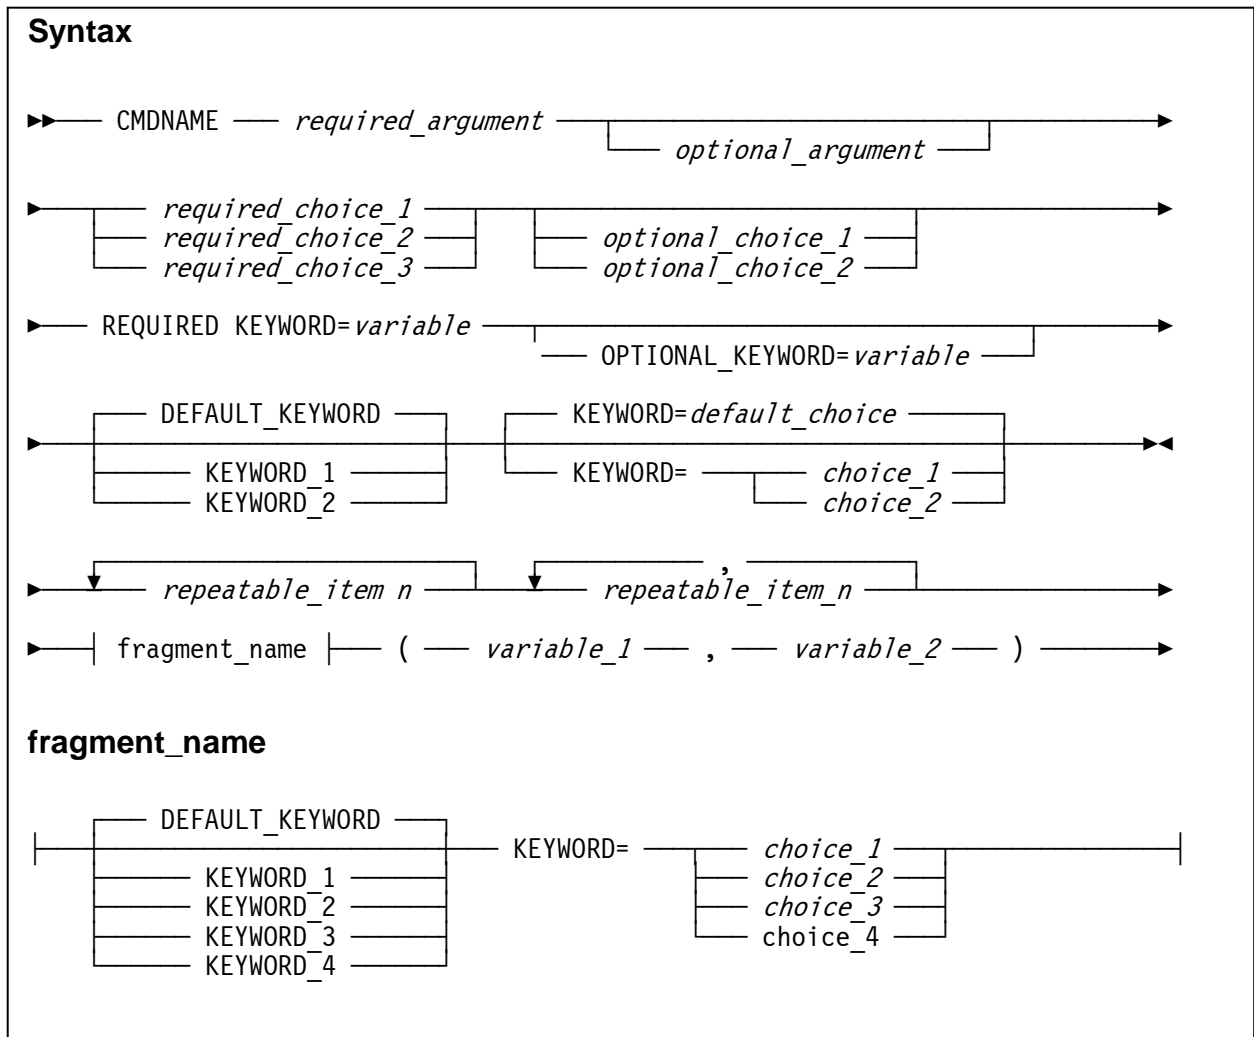 Syntax
CMDNAME required_argument
optional_argument
required_choice_1
required_choice_2 optional_choice_1
required_choice_3 optional_choice_2
REQUIRED KEYWORD=variable
OPTIONAL_KEYWORD=variable
DEFAULT_KEYWORD KEYWORD=default_choice
KEYWORD_1 KEYWORD= choice_1
KEYWORD_2 choice_2
,
repeatable_item n repeatable_item_n
fragment_name ( variable_1 , variable_2 )
fragment_name
DEFAULT_KEYWORD
KEYWORD= choice_1
KEYWORD_1 choice_2
KEYWORD_2 choice_3
KEYWORD_3 choice_4
KEYWORD_4